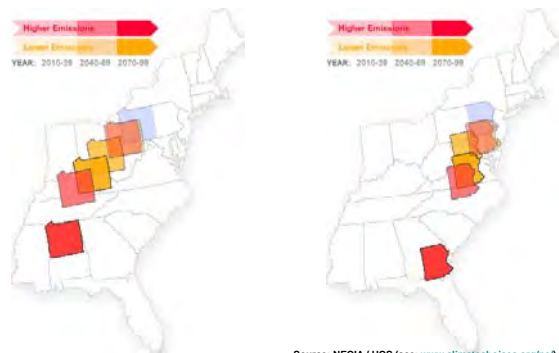 Higher Emissions
Lower Emissions
YEAR: 2010-39 2040-69 2070-99
Higher Emissions
Lower Emissions
YEAR: 2010-39 2040-69 2070-99
Source: NECIA / UCS (see: